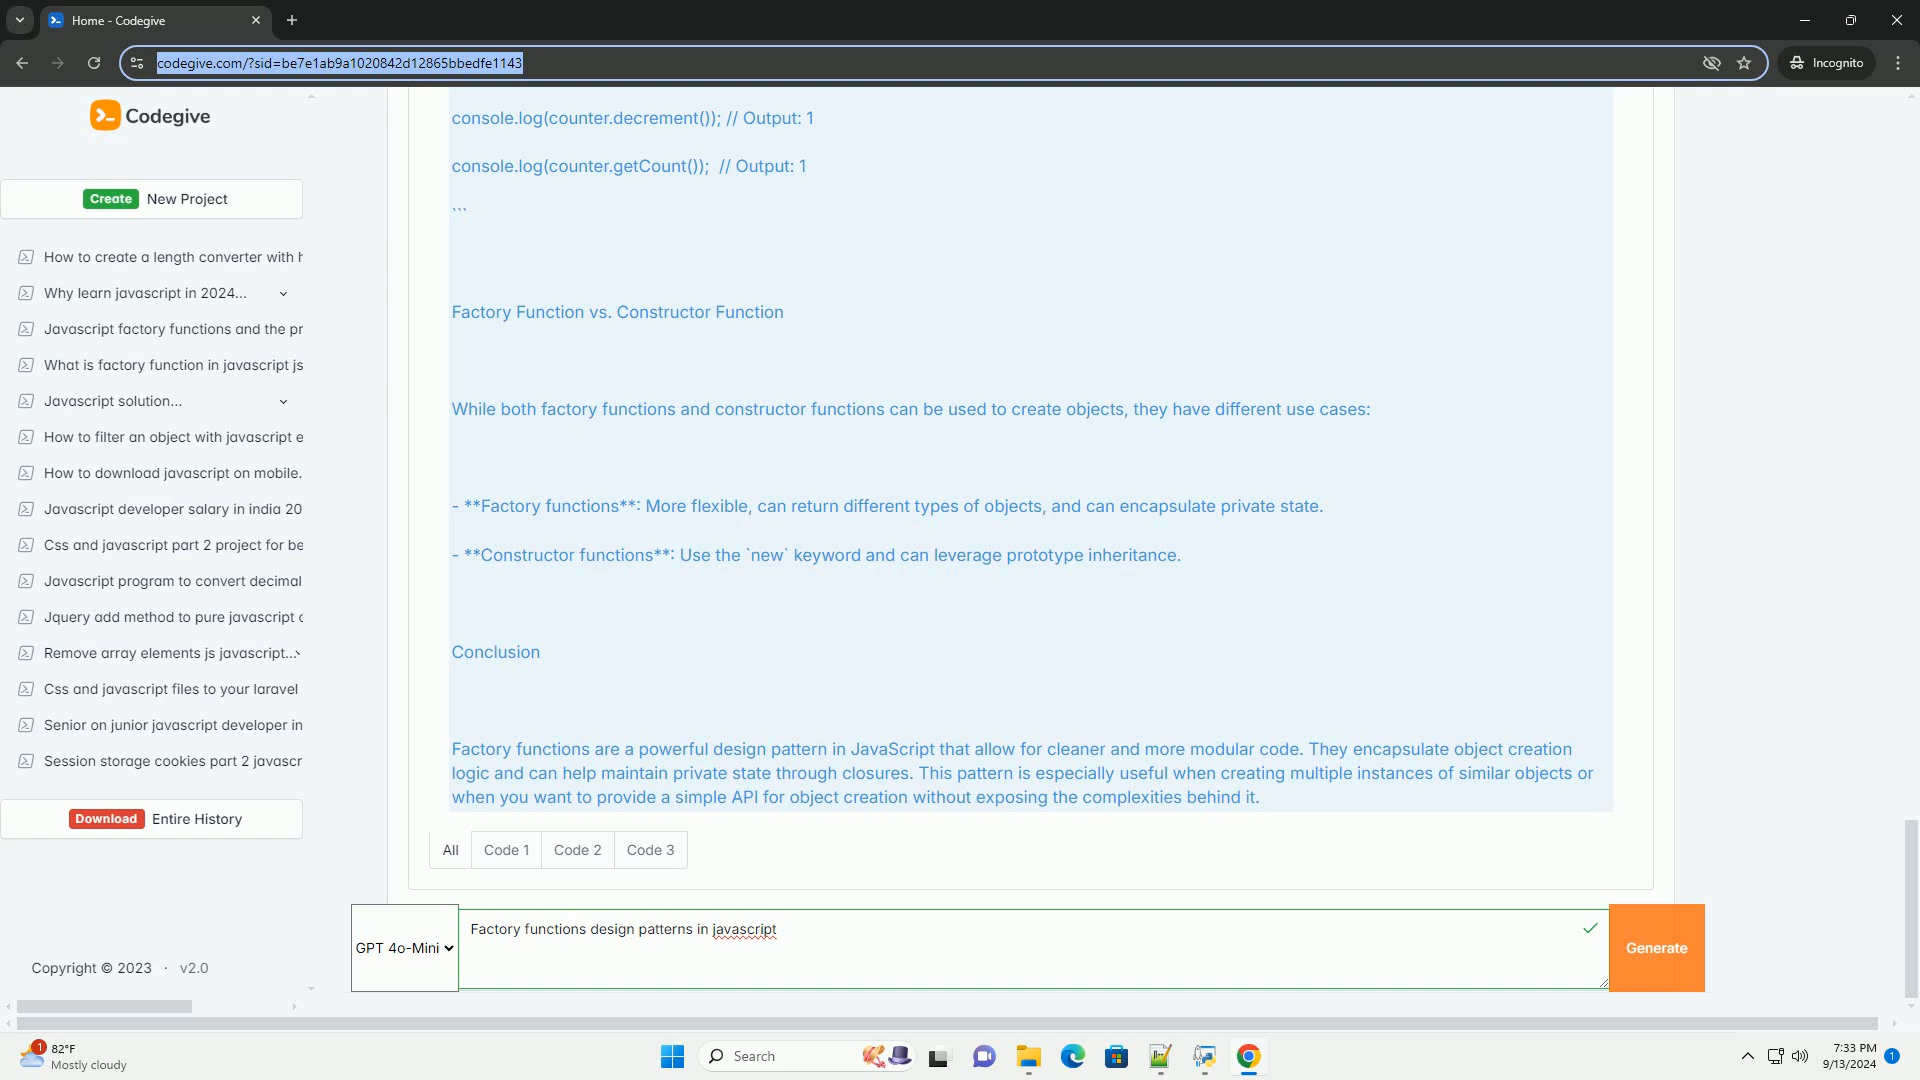 Home - Codegive
codegive.com/?sid=be7e1ab9a1020842d12865bbedfe1143
Incognito
Codegive
Create New Project
How to create a length converter with h
Why learn javascript in 2024...
Javascript factory functions and the pr
What is factory function in javascript js
Javascript solution...
How to filter an object with javascript e
How to download javascript on mobile.
Javascript developer salary in india 20
Css and javascript part 2 project for be
Javascript program to convert decimal
Jquery add method to pure javascript c
Remove array elements js javascript...
Css and javascript files to your laravel
Senior on junior javascript developer in
Session storage cookies part 2 javascr
Download Entire History
Copyright © 2023 · v2.0
console.log(counter.decrement()); // Output: 1
console.log(counter.getCount());  // Output: 1
```
Factory Function vs. Constructor Function
While both factory functions and constructor functions can be used to create objects, they have different use cases:
- **Factory functions**: More flexible, can return different types of objects, and can encapsulate private state.
- **Constructor functions**: Use the `new` keyword and can leverage prototype inheritance.
Conclusion
Factory functions are a powerful design pattern in JavaScript that allow for cleaner and more modular code. They encapsulate object creation
logic and can help maintain private state through closures. This pattern is especially useful when creating multiple instances of similar objects or
when you want to provide a simple API for object creation without exposing the complexities behind it.
All Code 1 Code 2 Code 3
GPT 4o-Mini
Factory functions design patterns in javascript
Generate
1
82°F
Mostly cloudy
Search
7:33 PM
9/13/2024
1